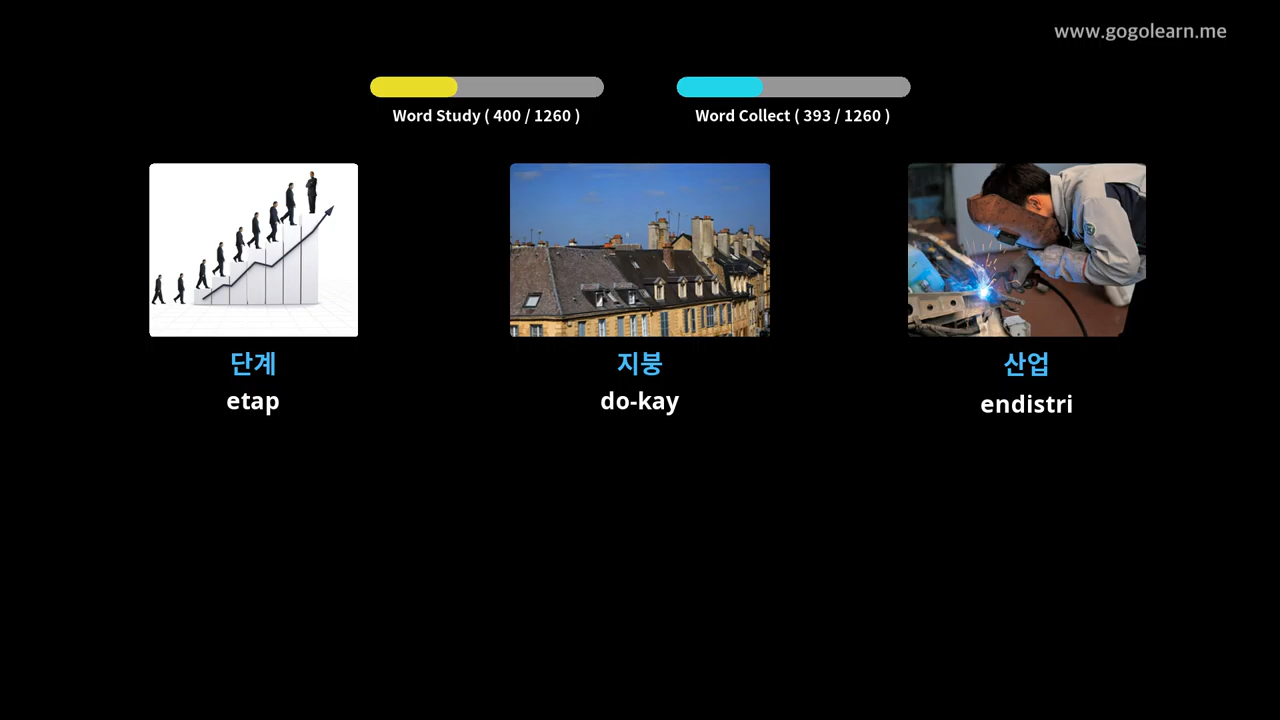 www.gogolearn.me
Word Study ( 400 / 1260 )
Word Collect ( 393 / 1260 )
단계
etap
지붕
do-kay
산업
endistri